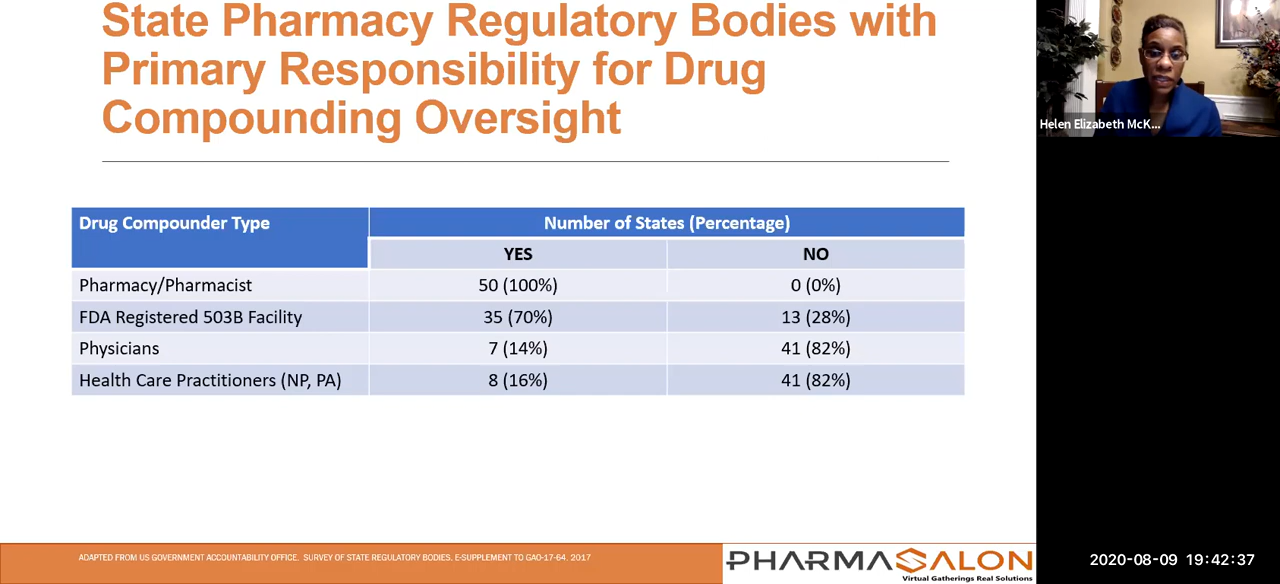 State Pharmacy Regulatory Bodies with
Primary Responsibility for Drug
Compounding Oversight
Helen Elizabeth McK...
Drug Compounder Type
Number of States (Percentage)
YES
NO
Pharmacy/Pharmacist
50 (100%)
0 (0%)
FDA Registered 503B Facility
35 (70%)
13 (28%)
Physicians
7 (14%)
41 (82%)
Health Care Practitioners (NP, PA)
8 (16%)
41 (82%)
ADAPTED FROM US GOVERNMENT ACCOUNTABILITY OFFICE. SURVEY OF STATE REGULATORY BODIES. E-SUPPLEMENT TO GAO-17-64. 2017
PHARMASALON
Virtual Gatherings Real Solutions
2020-08-09 19:42:37